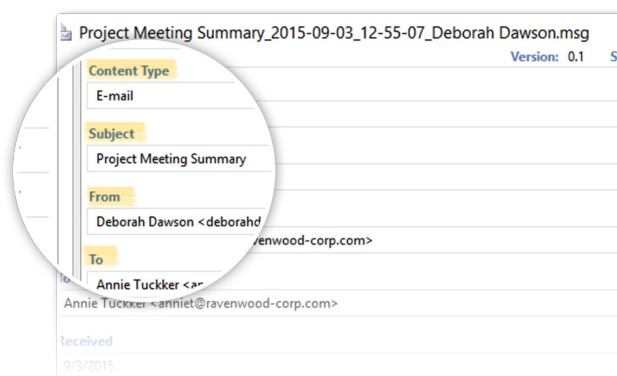 Project Meeting Summary_2015-09-03_12-55-07_Deborah Dawson.msg
Version: 0.1
Content Type
E-mail
Subject
Project Meeting Summary
From
Deborah Dawson <deborahd
venwood-corp.com>
To
Annie Tuckker <an
Annie Tuckker <anniet@ravenwood-corp.com>
Received
9/3/2015